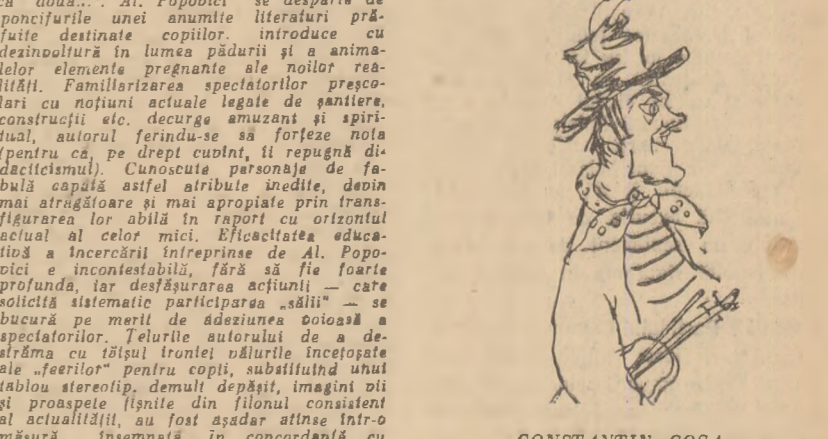 că două...". Al. Popovici se desparte de
poncifurile unei anumite literaturi pră-
fuite destinate copiilor. introduce cu
dezinvoltură în lumea pădurii și a anima-
lelor elemente pregnante ale noilor rea-
lități. Familiarizarea spectatorilor preșco-
lari cu noțiuni actuale legate de șantiere,
construcții etc. decurge amuzant și spiri-
tual, autorul ferindu-se să forțeze nota
(pentru că, pe drept cuvînt, îi repugnă di-
dacticismul). Cunoscute personaje de fa-
bulă capătă astfel atribute inedite, devin
mai atrăgătoare și mai apropiate prin trans-
figurarea lor abilă în raport cu orizontul
actual al celor mici. Eficacitatea educa-
tivă a încercării întreprinse de Al. Popo-
vici e incontestabilă, fără să fie foarte
profunda, iar desfășurarea acțiunii — care
solicită sistematic participarea „sălii" — se
bucură pe merit de adeziunea voioasă a
spectatorilor. Țelurile autorului de a de-
străma cu tăișul ironiei vălurile încețoșate
ale „feeriilor" pentru copii, substituind unui
tablou stereotip, demult depășit, imagini vii
și proaspete țîșnite din filonul consistent
al actualității, au fost așadar atinse într-o
măsură însemnată, în concordanță cu
CONSTANTIN COSA